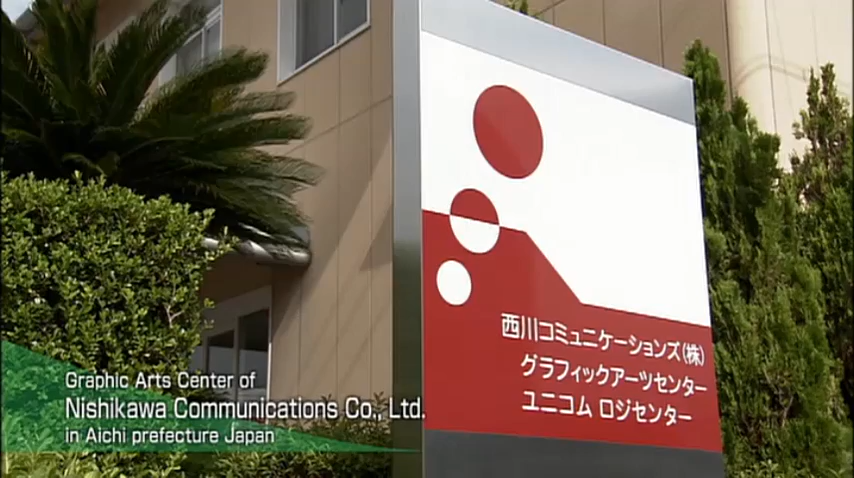 西川コミュニケーションズ(株)
グラフィックアーツセンター
ユニコム ロジセンター
Graphic Arts Center of
Nishikawa Communications Co., Ltd.
in Aichi prefecture Japan